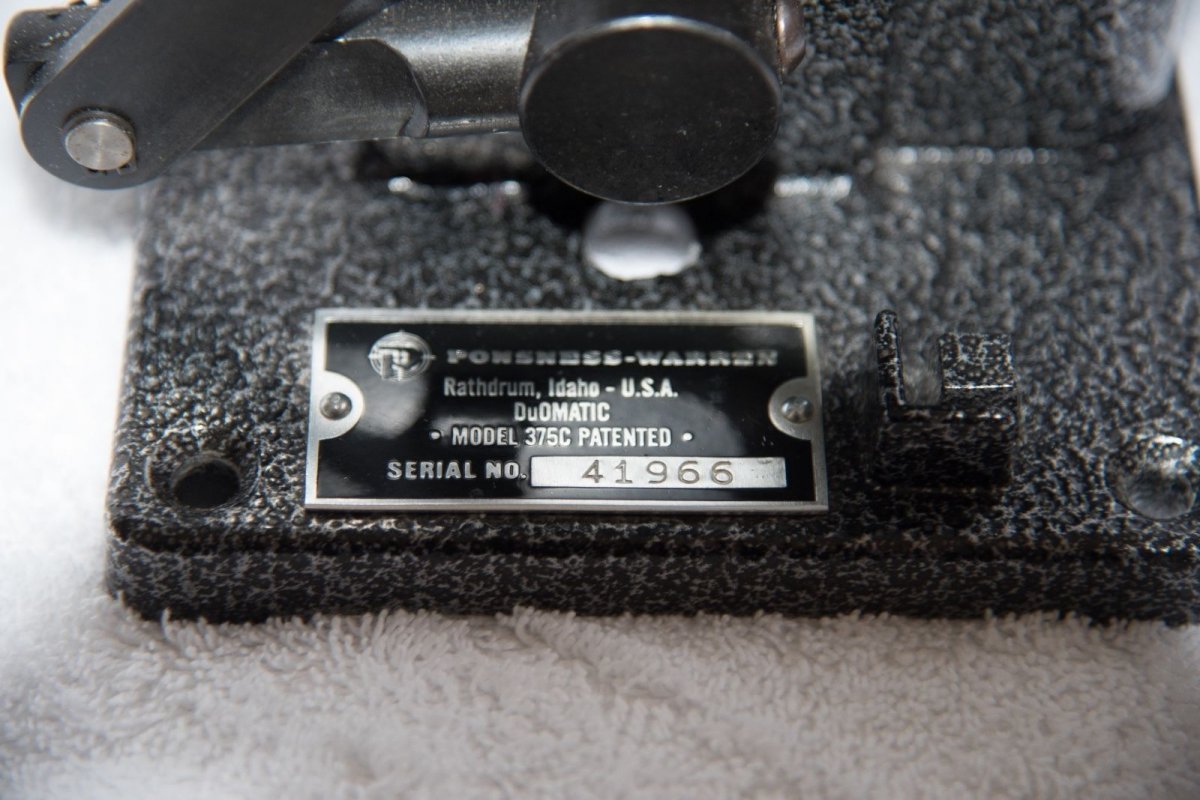 P PONSNESS-WARREN
Rathdrum, Idaho - U.S.A.
DuOMATIC
• MODEL 375C PATENTED •
SERIAL NO. 41966